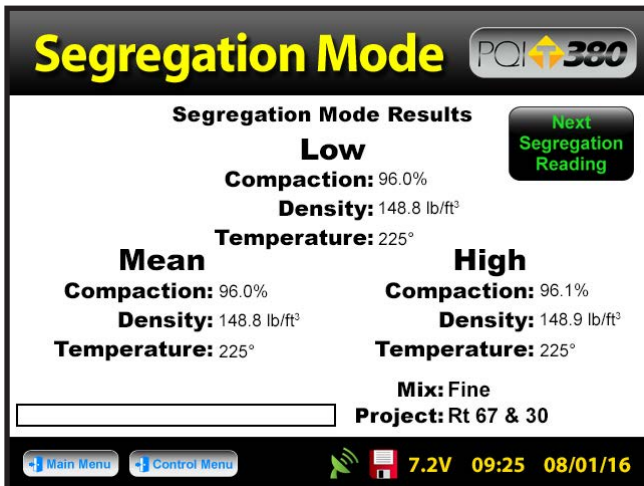 Segregation Mode
PQI T 380
Segregation Mode Results
Next
Segregation
Reading
Low
Compaction: 96.0%
Density: 148.8 lb/ft³
Temperature: 225°
Mean
Compaction: 96.0%
Density: 148.8 lb/ft³
Temperature: 225°
High
Compaction: 96.1%
Density: 148.9 lb/ft³
Temperature: 225°
Mix: Fine
Project: Rt 67 & 30
Main Menu
Control Menu
7.2V 09:25 08/01/16